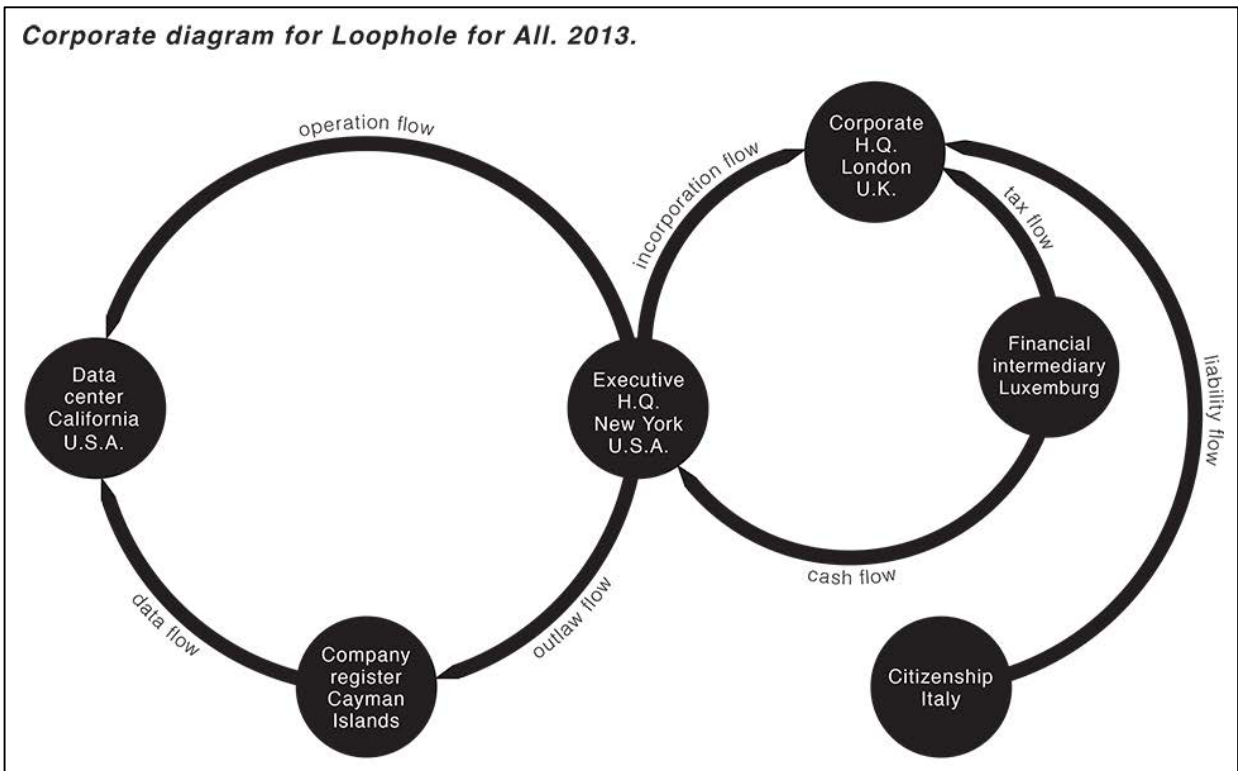 Corporate diagram for Loophole for All. 2013.
operation flow
incorporation flow
Corporate
H.Q.
London
U.K.
tax flow
Data
center
California
U.S.A.
Executive
H.Q.
New York
U.S.A.
Financial
intermediary
Luxemburg
liability flow
data flow
outlaw flow
cash flow
Company
register
Cayman
Islands
Citizenship
Italy